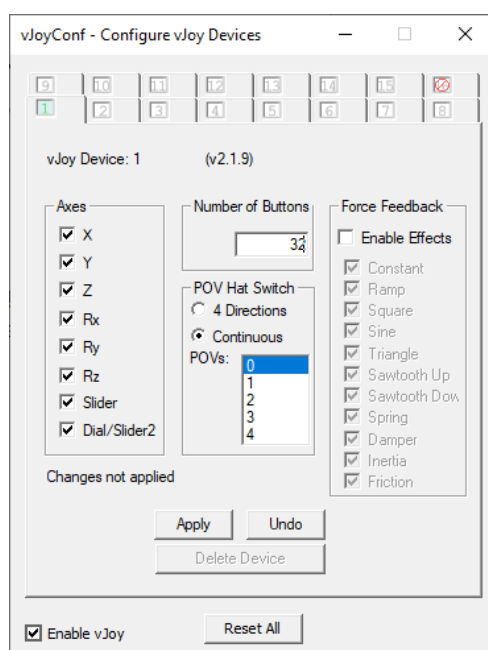 vJoyConf - Configure vJoy Devices
9 10 11 12 13 14 15
1 2 3 4 5 6 7 8
vJoy Device: 1 (v2.1.9)
Axes
X
Y
Z
Rx
Ry
Rz
Slider
Dial/Slider2
Number of Buttons
32
POV Hat Switch
4 Directions
Continuous
POVs:
0
1
2
3
4
Force Feedback
Enable Effects
Constant
Ramp
Square
Sine
Triangle
Sawtooth Up
Sawtooth Dow
Spring
Damper
Inertia
Friction
Changes not applied
Apply Undo
Delete Device
Enable vJoy
Reset All